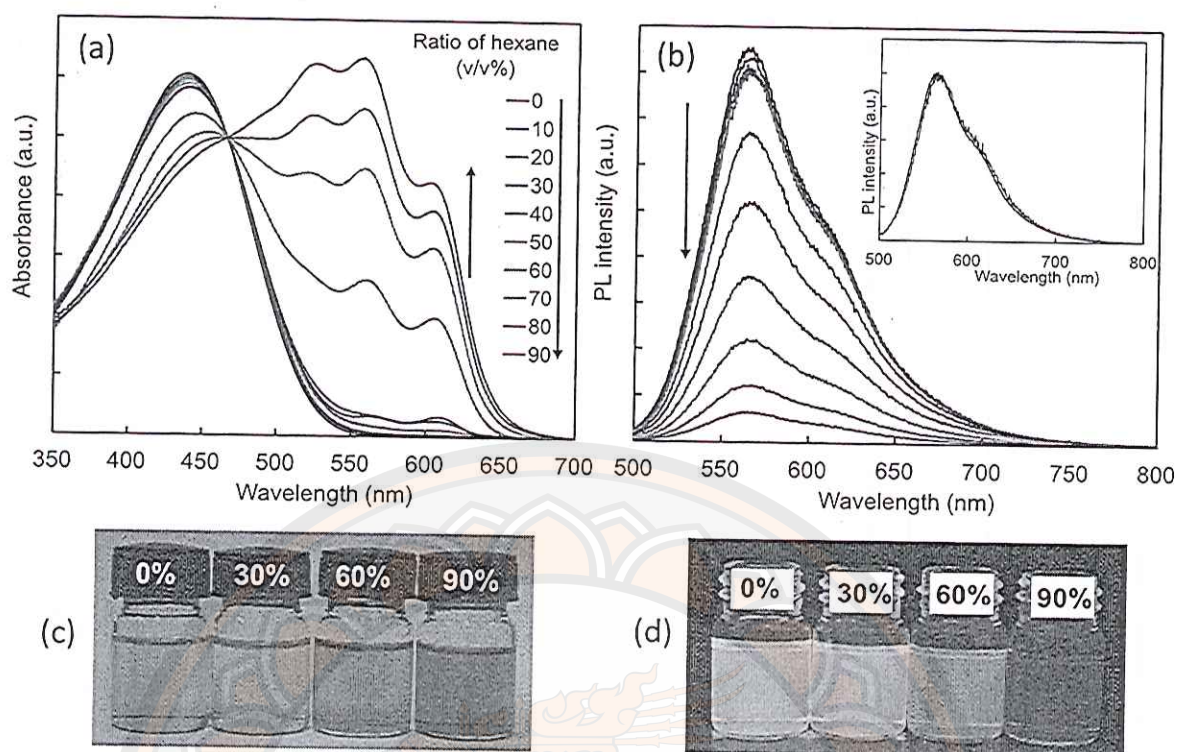 (a)
Ratio of hexane
(v/v%)
0
10
20
30
40
50
60
70
80
90
Absorbance (a.u.)
350 400 450 500 550 600 650 700
Wavelength (nm)
(b)
PL intensity (a.u.)
500 550 600 650 700 750 800
Wavelength (nm)
PL intensity (a.u.)
500 600 700 800
Wavelength (nm)
(c)
0% 30% 60% 90%
(d)
0% 30% 60% 90%